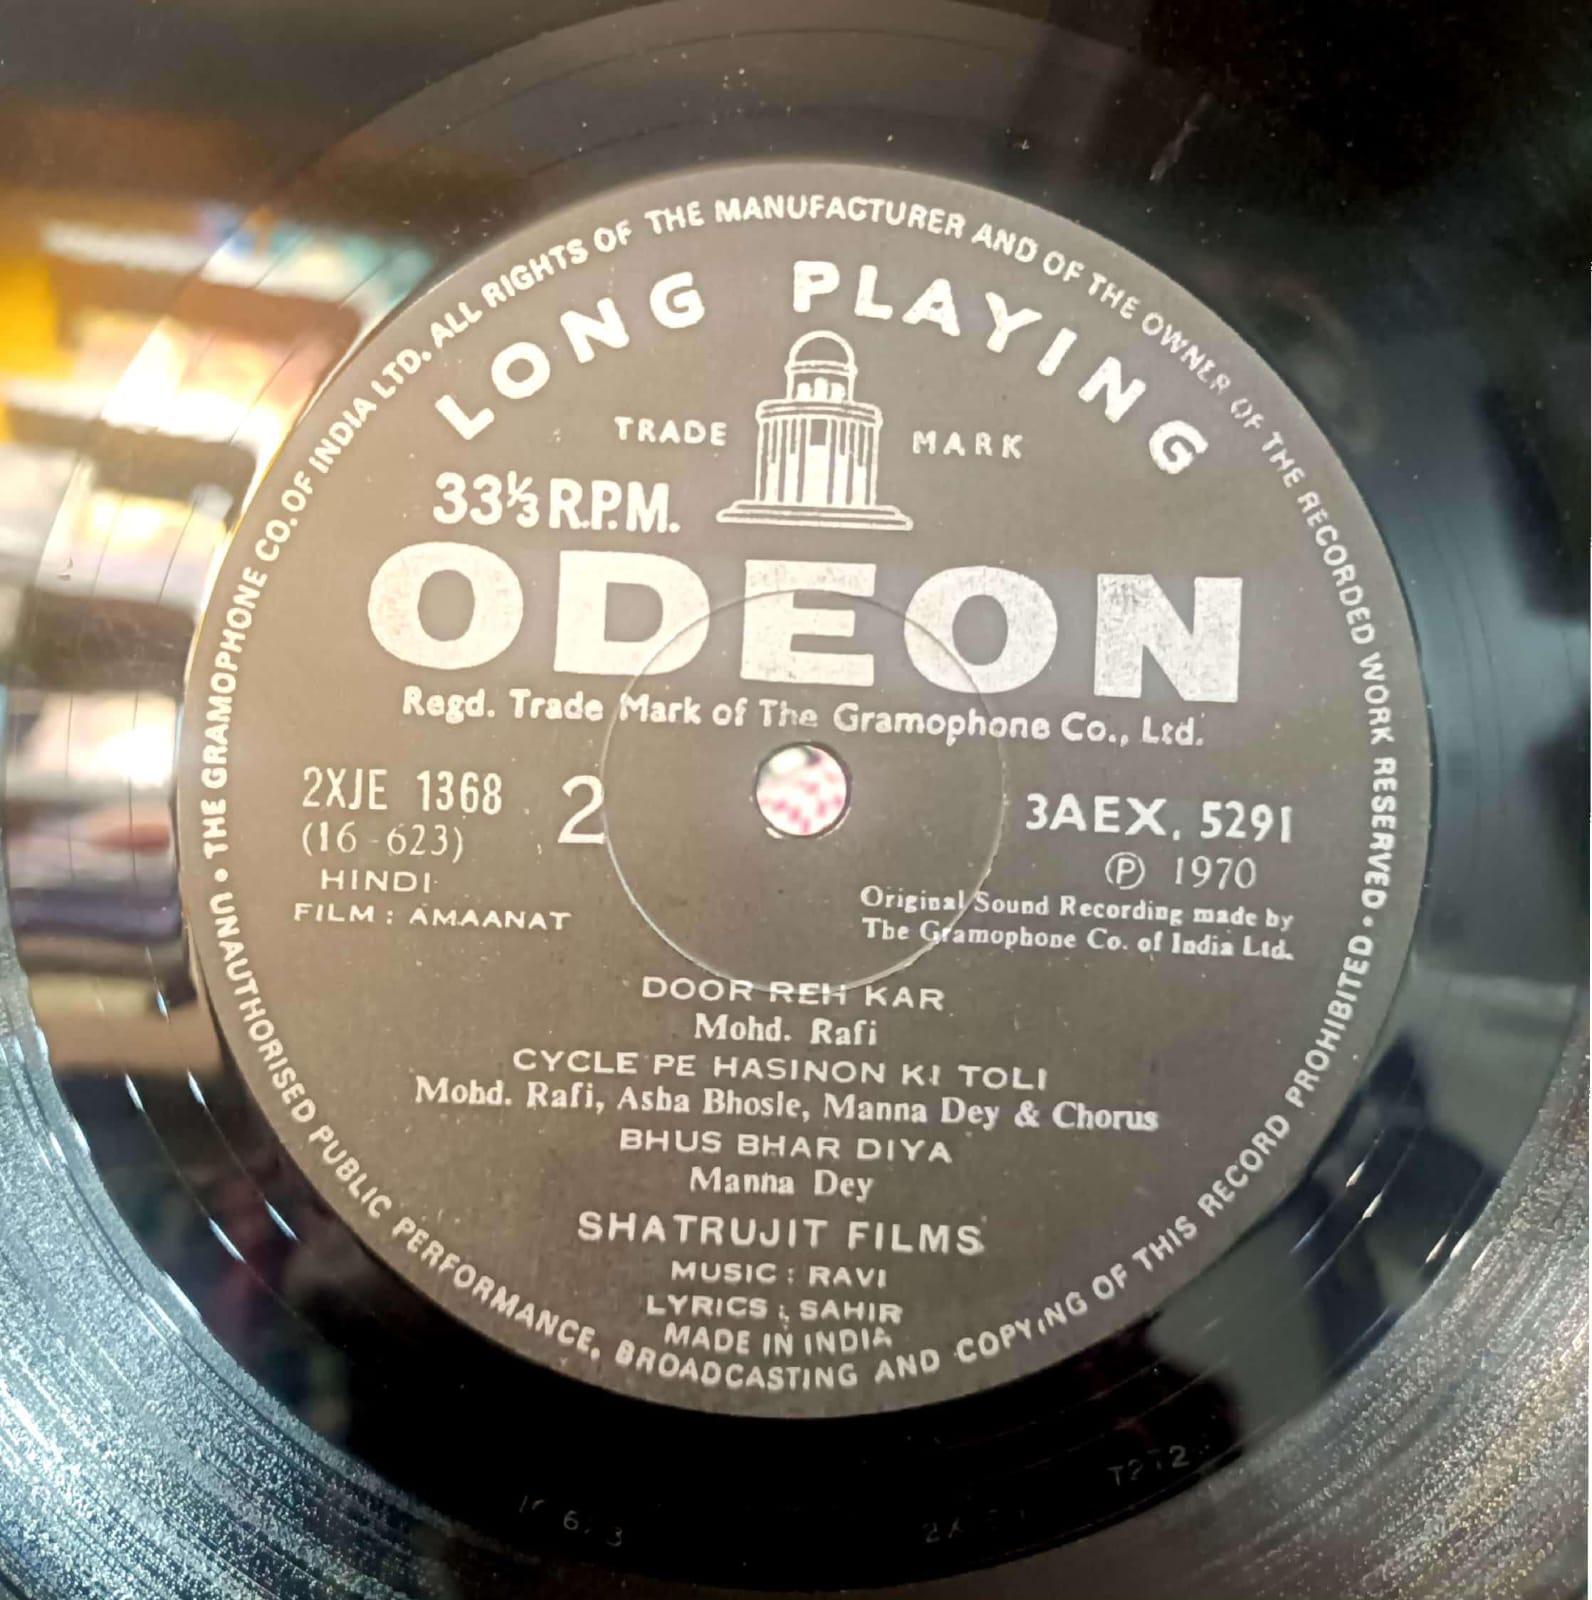 THE GRAMOPHONE CO. OF INDIA LTD. ALL RIGHTS OF THE MANUFACTURER AND OF THE OWNER OF THE RECORDED WORK RESERVED • UNAUTHORISED PUBLIC PERFORMANCE, BROADCASTING AND COPYING OF THIS RECORD PROHIBITED •
LONG PLAYING
TRADE MARK
33⅓ R.P.M.
ODEON
Regd. Trade Mark of The Gramophone Co., Ltd.
2XJE 1368 2 3AEX. 5291
(16-623) Ⓟ 1970
HINDI
FILM : AMAANAT
Original Sound Recording made by
The Gramophone Co. of India Ltd.
DOOR REH KAR
Mohd. Rafi
CYCLE PE HASINON KI TOLI
Mohd. Rafi, Asha Bhosle, Manna Dey & Chorus
BHUS BHAR DIYA
Manna Dey
SHATRUJIT FILMS
MUSIC : RAVI
LYRICS : SAHIR
MADE IN INDIA